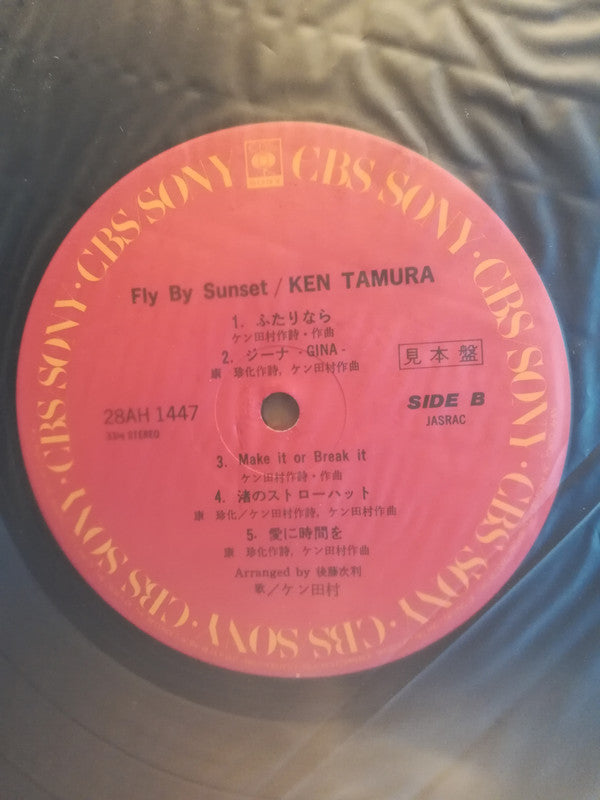 CBS SONY · CBS SONY · CBS SONY · CBS SONY · CBS SONY · CBS SONY · CBS SONY
Fly By Sunset / KEN TAMURA
1. ふたりなら
ケン田村作詩・作曲
2. ジーナ -GINA-
康 珍化作詩, ケン田村作曲
見本盤
28AH 1447
33⅓ STEREO
SIDE B
JASRAC
3. Make it or Break it
ケン田村作詩・作曲
4. 渚のストローハット
康 珍化/ケン田村作詩, ケン田村作曲
5. 愛に時間を
康 珍化作詩, ケン田村作曲
Arranged by 後藤次利
歌/ケン田村